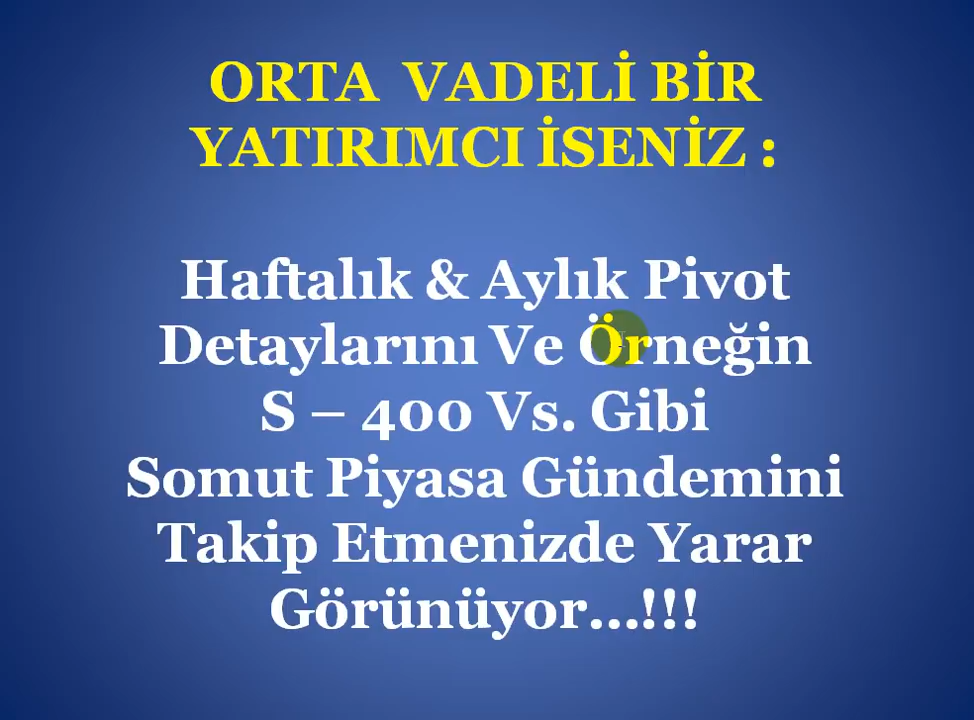 ORTA VADELİ BİR
YATIRIMCI İSENİZ :
Haftalık & Aylık Pivot
Detaylarını Ve Örneğin
S – 400 Vs. Gibi
Somut Piyasa Gündemini
Takip Etmenizde Yarar
Görünüyor...!!!